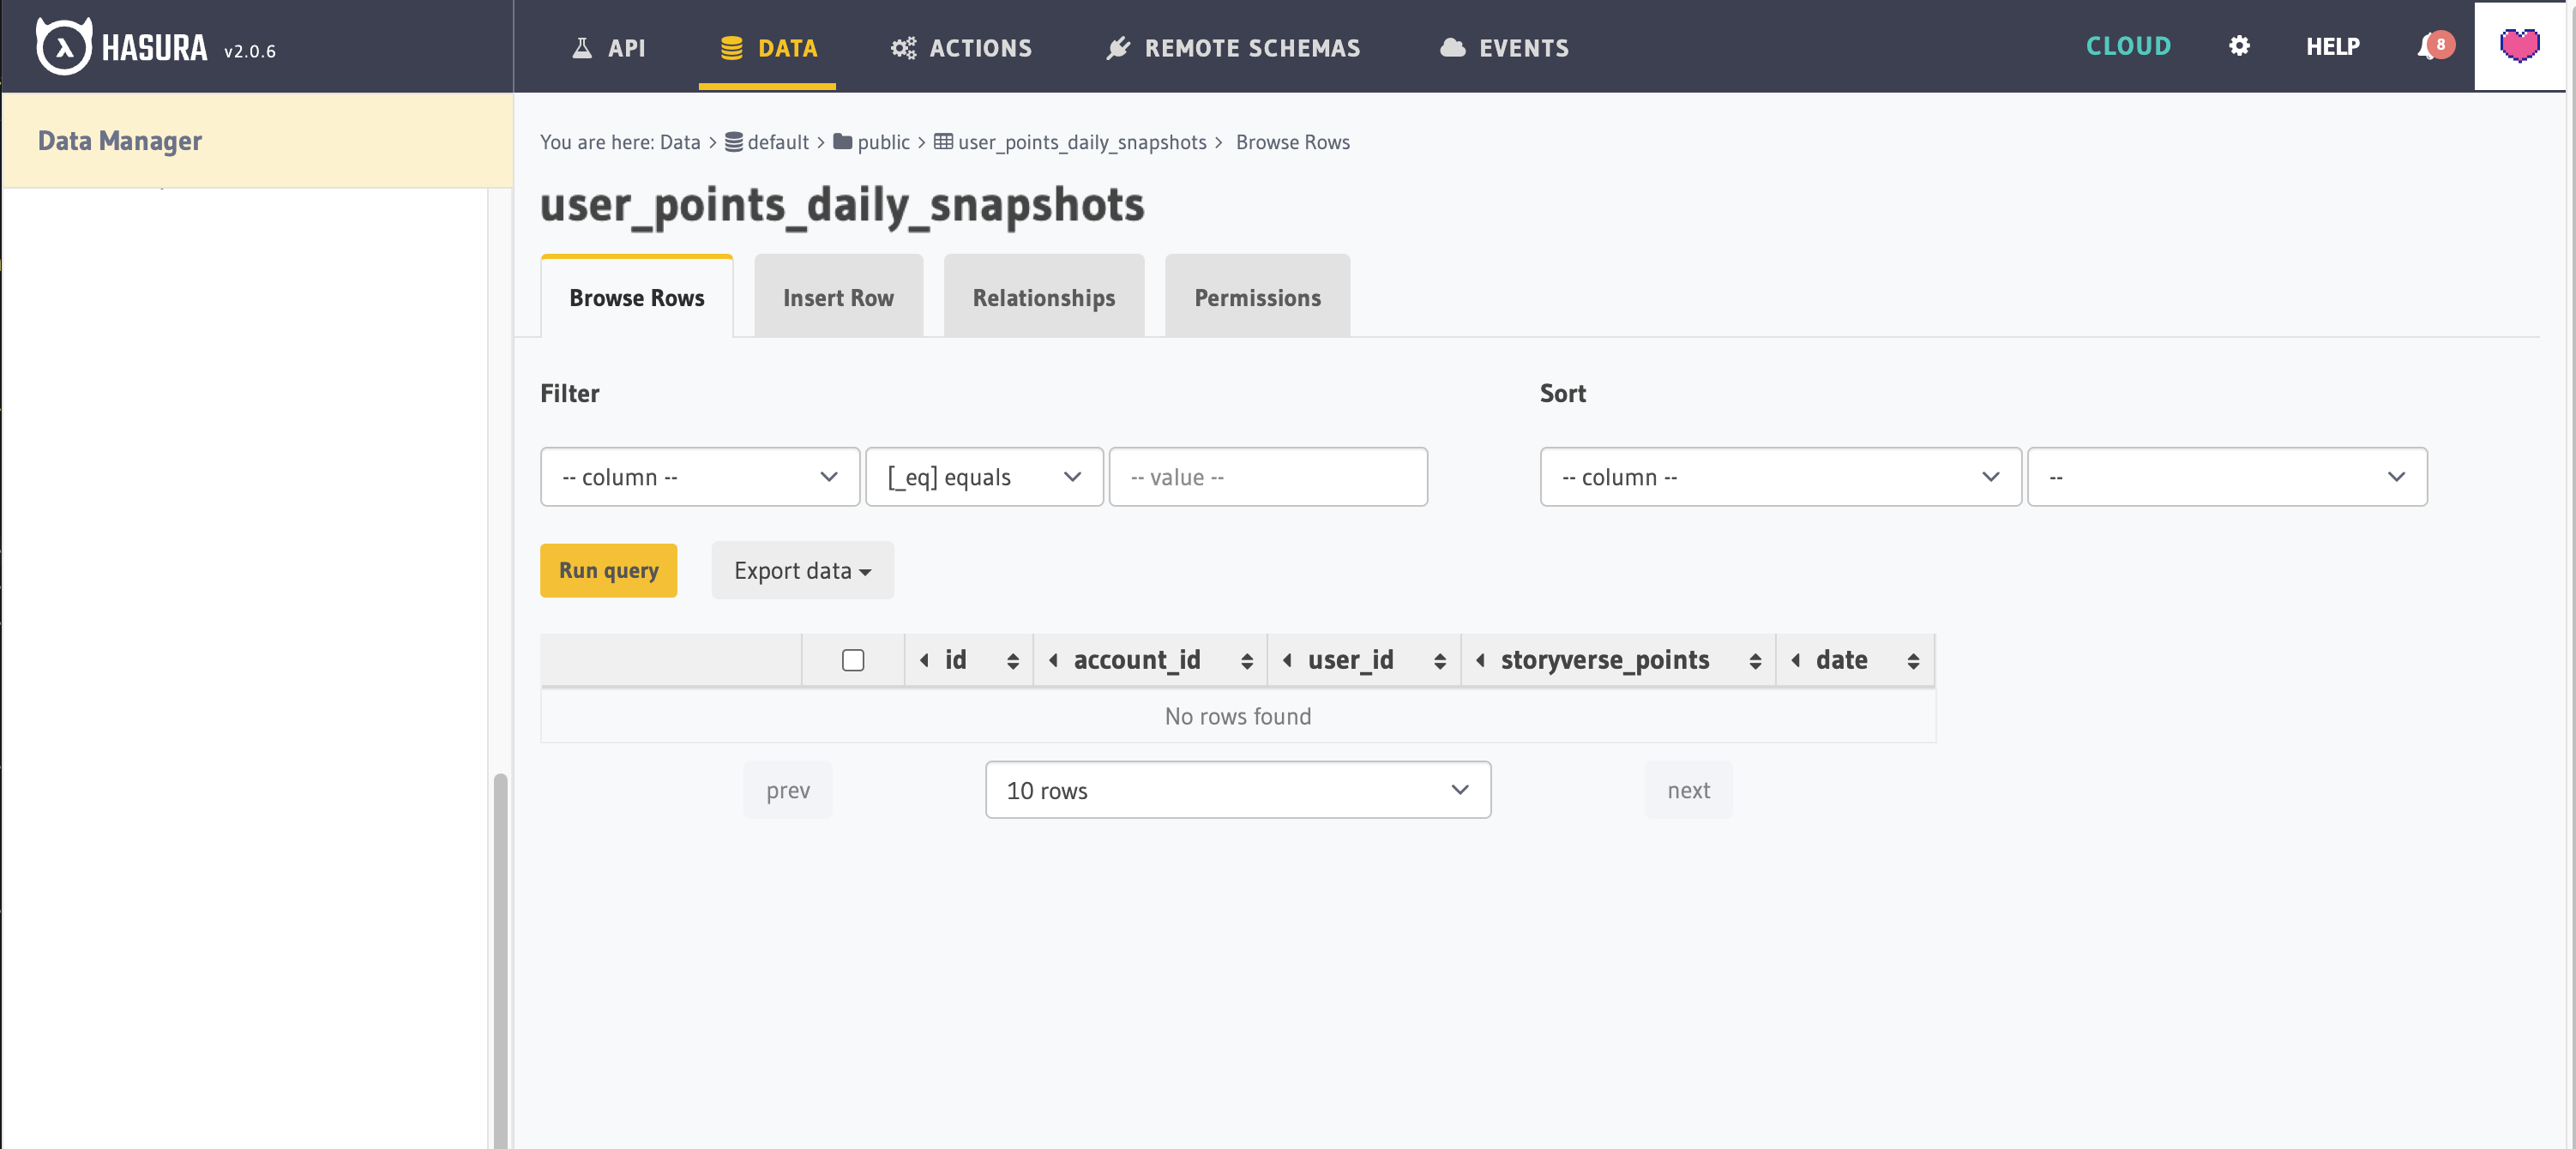 HASURA v2.0.6
API
DATA
ACTIONS
REMOTE SCHEMAS
EVENTS
CLOUD
HELP
8
Data Manager
You are here: Data > default > public > user_points_daily_snapshots > Browse Rows
user_points_daily_snapshots
Browse Rows
Insert Row
Relationships
Permissions
Filter
Sort
-- column --
[_eq] equals
-- value --
-- column --
--
Run query
Export data
id
account_id
user_id
storyverse_points
date
No rows found
prev
10 rows
next